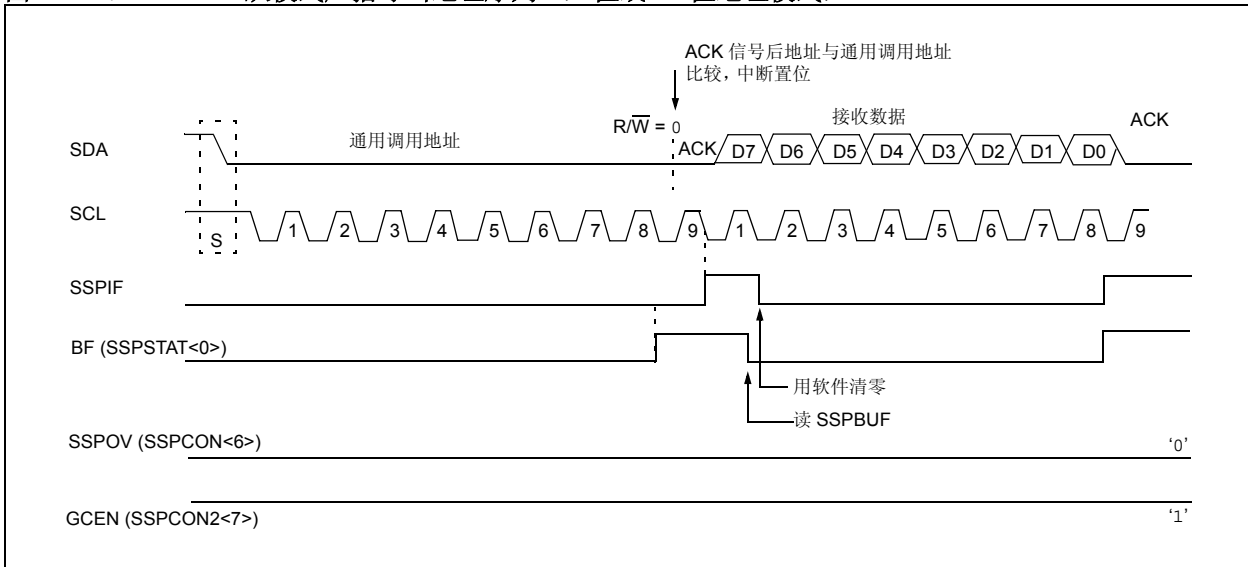 ACK 信号后地址与通用调用地址
比较，中断置位
R/W = 0
接收数据
ACK
SDA
通用调用地址
ACK D7 D6 D5 D4 D3 D2 D1 D0
SCL
S
1 2 3 4 5 6 7 8 9 1 2 3 4 5 6 7 8 9
SSPIF
BF (SSPSTAT<0>)
用软件清零
读 SSPBUF
SSPOV (SSPCON<6>)
‘0’
GCEN (SSPCON2<7>)
‘1’